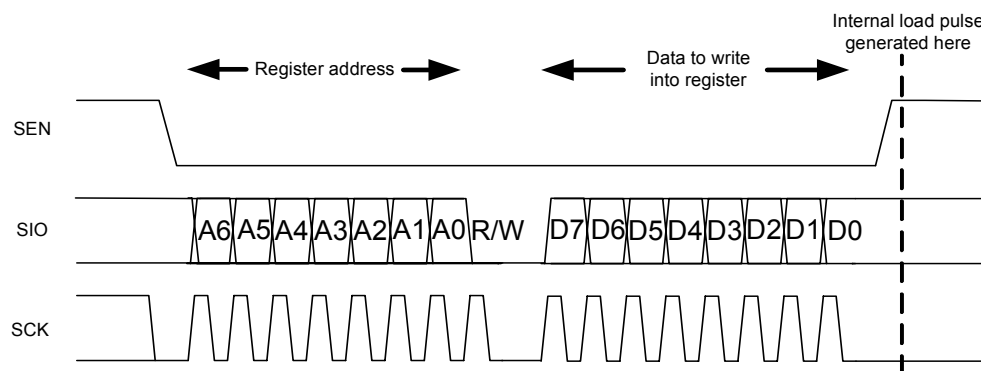 Internal load pulse
generated here
Register address
Data to write
into register
SEN
SIO
A6 A5 A4 A3 A2 A1 A0 R/W D7 D6 D5 D4 D3 D2 D1 D0
SCK